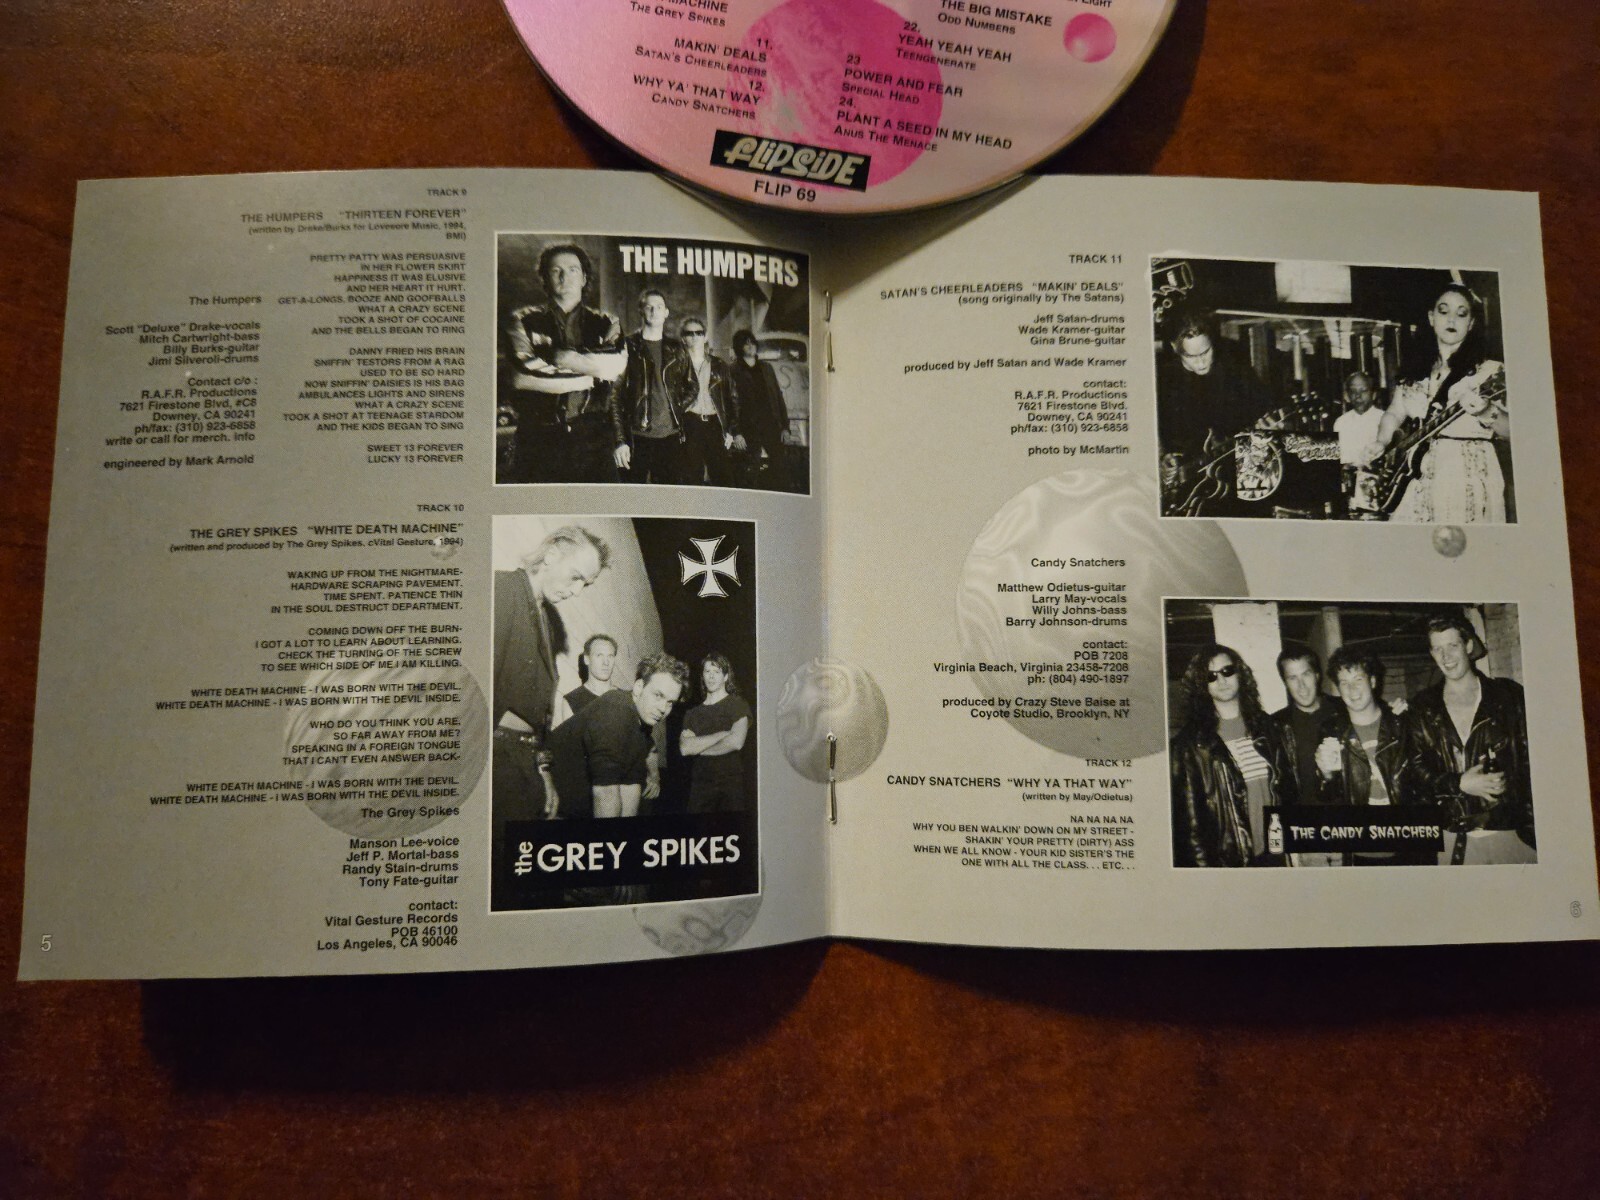 THE GREY SPIKES
11.
MAKIN' DEALS
SATAN'S CHEERLEADERS
12.
WHY YA' THAT WAY
CANDY SNATCHERS
THE BIG MISTAKE
ODD NUMBERS
22.
YEAH YEAH YEAH
TEENGENERATE
23
POWER AND FEAR
SPECIAL HEAD
24.
PLANT A SEED IN MY HEAD
ANUS THE MENACE
FLIPSIDE
FLIP 69
TRACK 9
THE HUMPERS "THIRTEEN FOREVER"
(written by Drake/Burks for Lovesore Music, 1994,
BMI)
PRETTY PATTY WAS PERSUASIVE
IN HER FLOWER SKIRT
HAPPINESS IT WAS ELUSIVE
AND HER HEART IT HURT.
GET-A-LONGS, BOOZE AND GOOFBALLS
WHAT A CRAZY SCENE
TOOK A SHOT OF COCAINE
AND THE BELLS BEGAN TO RING
DANNY FRIED HIS BRAIN
SNIFFIN' TESTORS FROM A RAG
USED TO BE SO HARD
NOW SNIFFIN' DAISIES IS HIS BAG
AMBULANCES LIGHTS AND SIRENS
WHAT A CRAZY SCENE
TOOK A SHOT AT TEENAGE STARDOM
AND THE KIDS BEGAN TO SING
SWEET 13 FOREVER
LUCKY 13 FOREVER
The Humpers
Scott "Deluxe" Drake-vocals
Mitch Cartwright-bass
Billy Burks-guitar
Jimi Silveroli-drums
Contact c/o :
R.A.F.R. Productions
7621 Firestone Blvd, #C8
Downey, CA 90241
ph/fax: (310) 923-6858
write or call for merch. info
engineered by Mark Arnold
THE HUMPERS
TRACK 10
THE GREY SPIKES "WHITE DEATH MACHINE"
(written and produced by The Grey Spikes. cVital Gesture, 1994)
WAKING UP FROM THE NIGHTMARE-
HARDWARE SCRAPING PAVEMENT.
TIME SPENT. PATIENCE THIN
IN THE SOUL DESTRUCT DEPARTMENT.
COMING DOWN OFF THE BURN-
I GOT A LOT TO LEARN ABOUT LEARNING.
CHECK THE TURNING OF THE SCREW
TO SEE WHICH SIDE OF ME I AM KILLING.
WHITE DEATH MACHINE - I WAS BORN WITH THE DEVIL.
WHITE DEATH MACHINE - I WAS BORN WITH THE DEVIL INSIDE.
WHO DO YOU THINK YOU ARE,
SO FAR AWAY FROM ME?
SPEAKING IN A FOREIGN TONGUE
THAT I CAN'T EVEN ANSWER BACK-
WHITE DEATH MACHINE - I WAS BORN WITH THE DEVIL.
WHITE DEATH MACHINE - I WAS BORN WITH THE DEVIL INSIDE.
The Grey Spikes
Manson Lee-voice
Jeff P. Mortal-bass
Randy Stain-drums
Tony Fate-guitar
contact:
Vital Gesture Records
POB 46100
Los Angeles, CA 90046
the GREY SPIKES
5
TRACK 11
SATAN'S CHEERLEADERS "MAKIN' DEALS"
(song originally by The Satans)
Jeff Satan-drums
Wade Kramer-guitar
Gina Brune-guitar
produced by Jeff Satan and Wade Kramer
contact:
R.A.F.R. Productions
7621 Firestone Blvd.
Downey, CA 90241
ph/fax: (310) 923-6858
photo by McMartin
Candy Snatchers
Matthew Odietus-guitar
Larry May-vocals
Willy Johns-bass
Barry Johnson-drums
contact:
POB 7208
Virginia Beach, Virginia 23458-7208
ph: (804) 490-1897
produced by Crazy Steve Baise at
Coyote Studio, Brooklyn, NY
TRACK 12
CANDY SNATCHERS "WHY YA THAT WAY"
(written by May/Odietus)
NA NA NA NA
WHY YOU BEN WALKIN' DOWN ON MY STREET -
SHAKIN' YOUR PRETTY (DIRTY) ASS
WHEN WE ALL KNOW - YOUR KID SISTER'S THE
ONE WITH ALL THE CLASS. . . ETC. . .
THE CANDY SNATCHERS
6